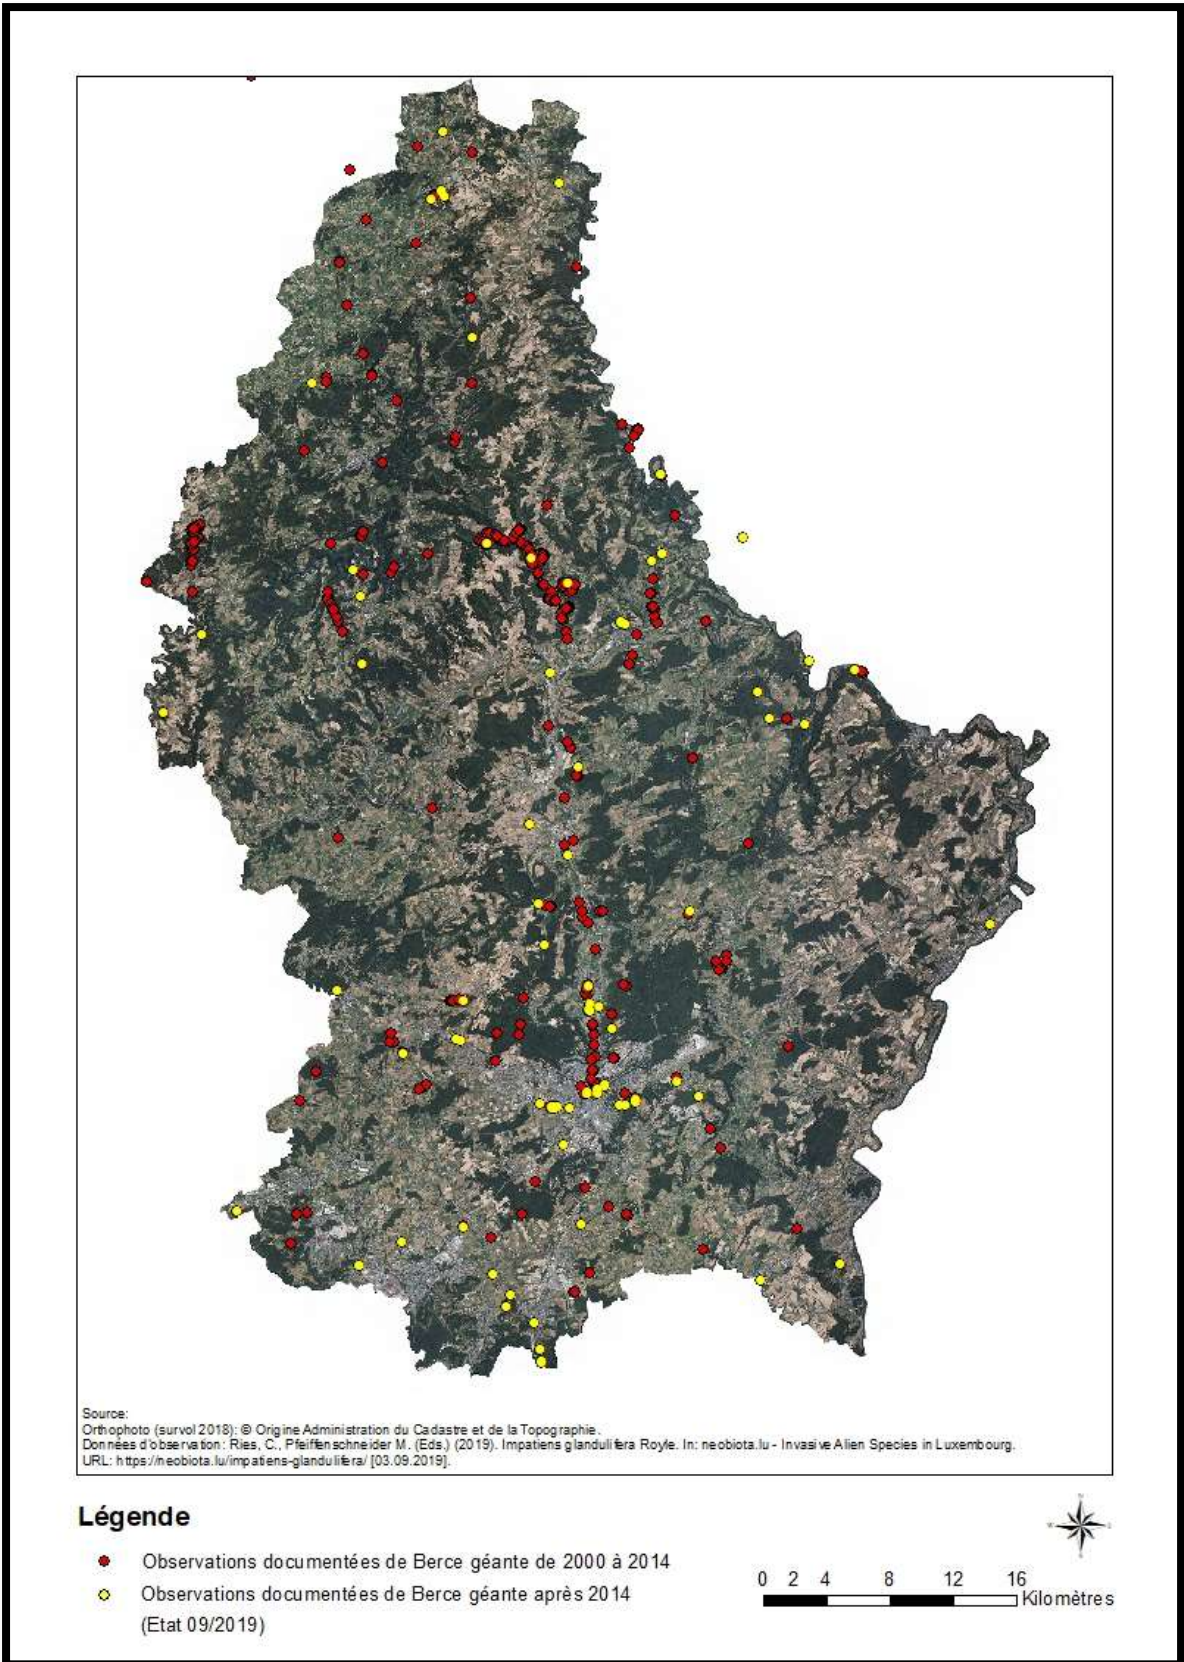 Source:
Orthophoto (survol 2018): © Origine Administration du Cadastre et de la Topographie.
Données d'observation: Ries, C., Pfeiffenschneider M. (Eds.) (2019). Impatiens glandulifera Royle. In: neobiota.lu - Invasive Alien Species in Luxembourg.
URL: https://neobiota.lu/impatiens-glandulifera/ [03.09.2019].
Légende
Observations documentées de Berce géante de 2000 à 2014
Observations documentées de Berce géante après 2014
(Etat 09/2019)
0 2 4 8 12 16
Kilomètres